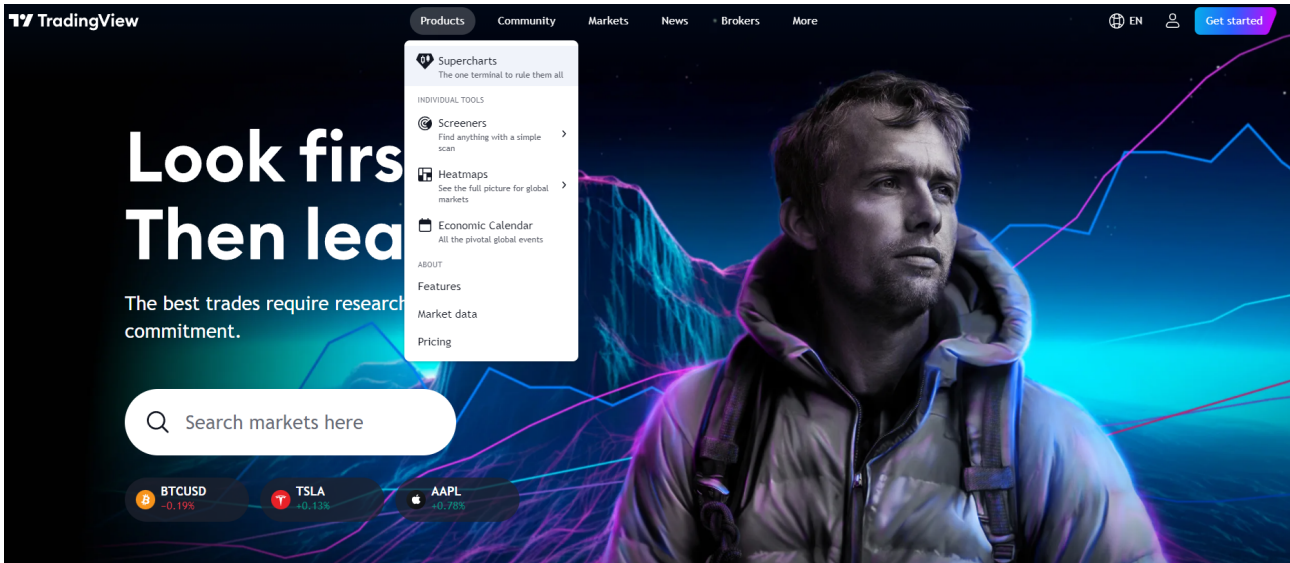 TradingView
Products
Community
Markets
News
Brokers
More
EN
Get started
Supercharts
The one terminal to rule them all
INDIVIDUAL TOOLS
Screeners
Find anything with a simple
scan
Heatmaps
See the full picture for global
markets
Economic Calendar
All the pivotal global events
ABOUT
Features
Market data
Pricing
Look firs
Then lea
The best trades require research
commitment.
Search markets here
BTCUSD
−0.19%
TSLA
+0.13%
AAPL
+0.78%